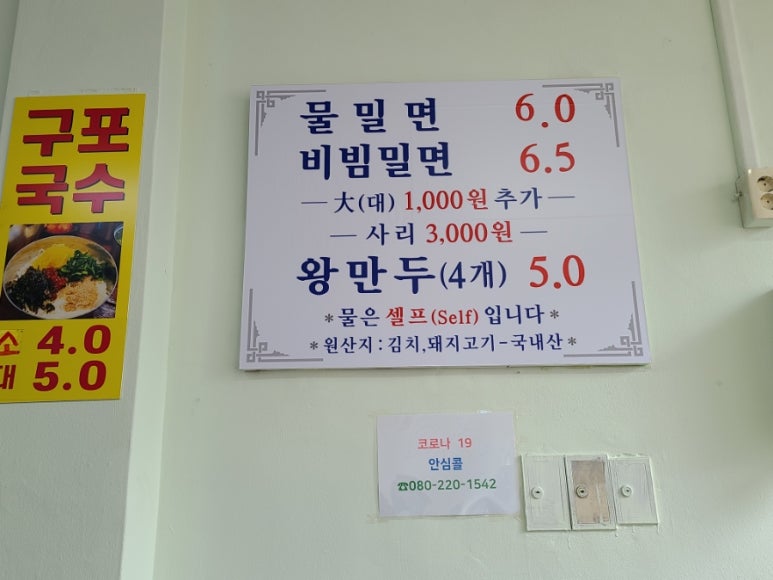 구포
국수
소 4.0
대 5.0
물밀면 6.0
비빔밀면 6.5
— 大(대) 1,000원 추가 —
— 사리 3,000원 —
왕만두(4개) 5.0
*물은 셀프(Self)입니다*
*원산지:김치,돼지고기-국내산*
코로나 19
안심콜
☎080-220-1542